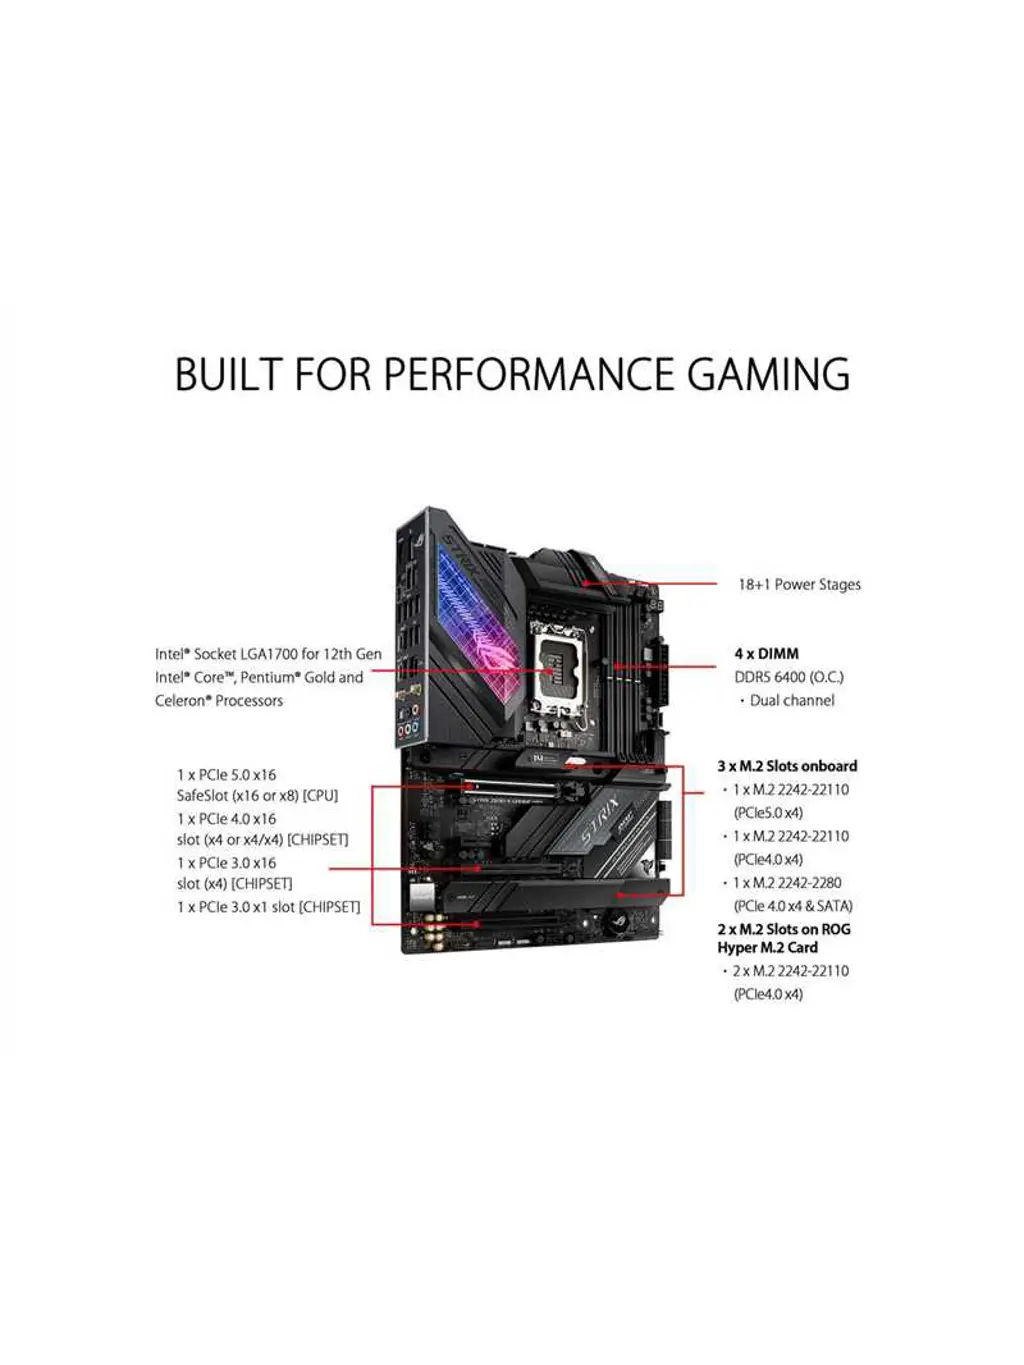 BUILT FOR PERFORMANCE GAMING
STRIX
18+1 Power Stages
Intel® Socket LGA1700 for 12th Gen
Intel® Core™, Pentium® Gold and
Celeron® Processors
4 x DIMM
DDR5 6400 (O.C.)
・Dual channel
1 x PCIe 5.0 x16
SafeSlot (x16 or x8) [CPU]
1 x PCIe 4.0 x16
slot (x4 or x4/x4) [CHIPSET]
1 x PCIe 3.0 x16
slot (x4) [CHIPSET]
1 x PCIe 3.0 x1 slot [CHIPSET]
STRIX
3 x M.2 Slots onboard
・1 x M.2 2242-22110
(PCIe5.0 x4)
・1 x M.2 2242-22110
(PCIe4.0 x4)
・1 x M.2 2242-2280
(PCIe 4.0 x4 & SATA)
2 x M.2 Slots on ROG
Hyper M.2 Card
・2 x M.2 2242-22110
(PCIe4.0 x4)